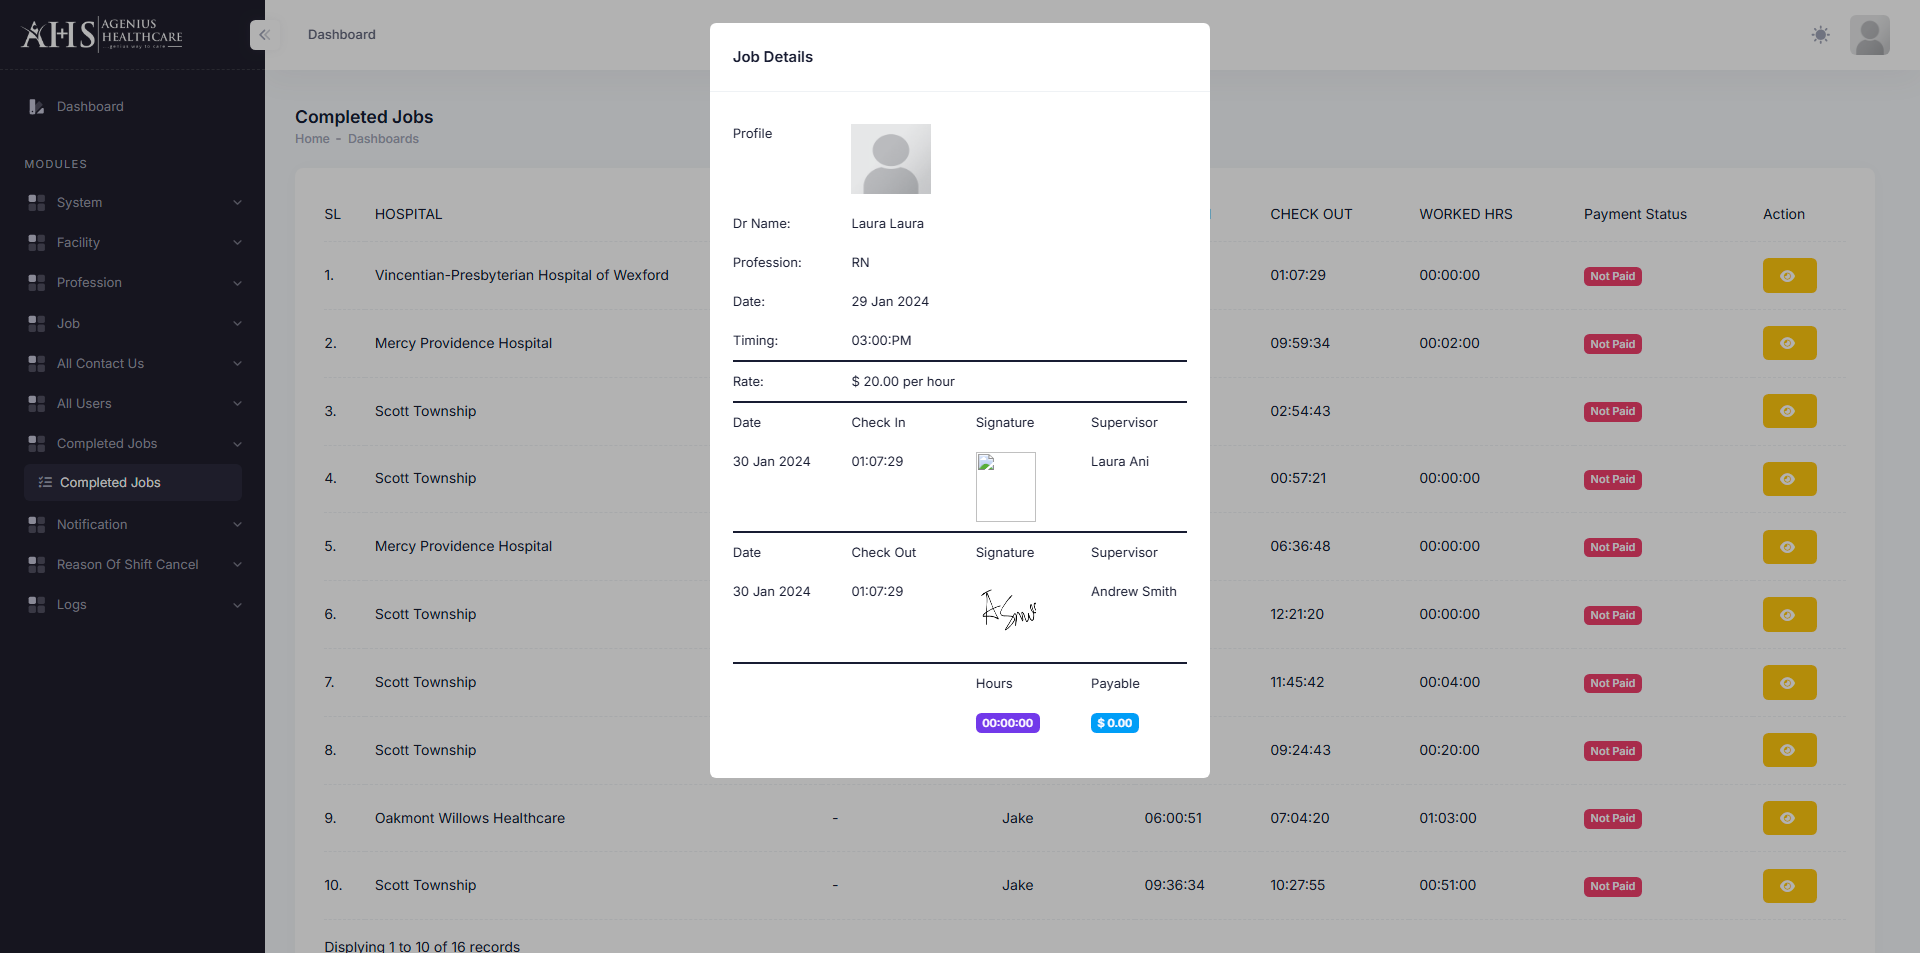 AHS AGENIUS HEALTHCARE
...genius way to care...
Dashboard
Dashboard
MODULES
System
Facility
Profession
Job
All Contact Us
All Users
Completed Jobs
Completed Jobs
Notification
Reason Of Shift Cancel
Logs
Completed Jobs
Home - Dashboards
SL HOSPITAL CHECK OUT WORKED HRS Payment Status Action
1. Vincentian-Presbyterian Hospital of Wexford 01:07:29 00:00:00 Not Paid
2. Mercy Providence Hospital 09:59:34 00:02:00 Not Paid
3. Scott Township 02:54:43 Not Paid
4. Scott Township 00:57:21 00:00:00 Not Paid
5. Mercy Providence Hospital 06:36:48 00:00:00 Not Paid
6. Scott Township 12:21:20 00:00:00 Not Paid
7. Scott Township 11:45:42 00:04:00 Not Paid
8. Scott Township 09:24:43 00:20:00 Not Paid
9. Oakmont Willows Healthcare - Jake 06:00:51 07:04:20 01:03:00 Not Paid
10. Scott Township - Jake 09:36:34 10:27:55 00:51:00 Not Paid
Displying 1 to 10 of 16 records
Job Details
Profile
Dr Name: Laura Laura
Profession: RN
Date: 29 Jan 2024
Timing: 03:00:PM
Rate: $ 20.00 per hour
Date Check In Signature Supervisor
30 Jan 2024 01:07:29 Laura Ani
Date Check Out Signature Supervisor
30 Jan 2024 01:07:29 Andrew Smith
Hours Payable
00:00:00 $ 0.00